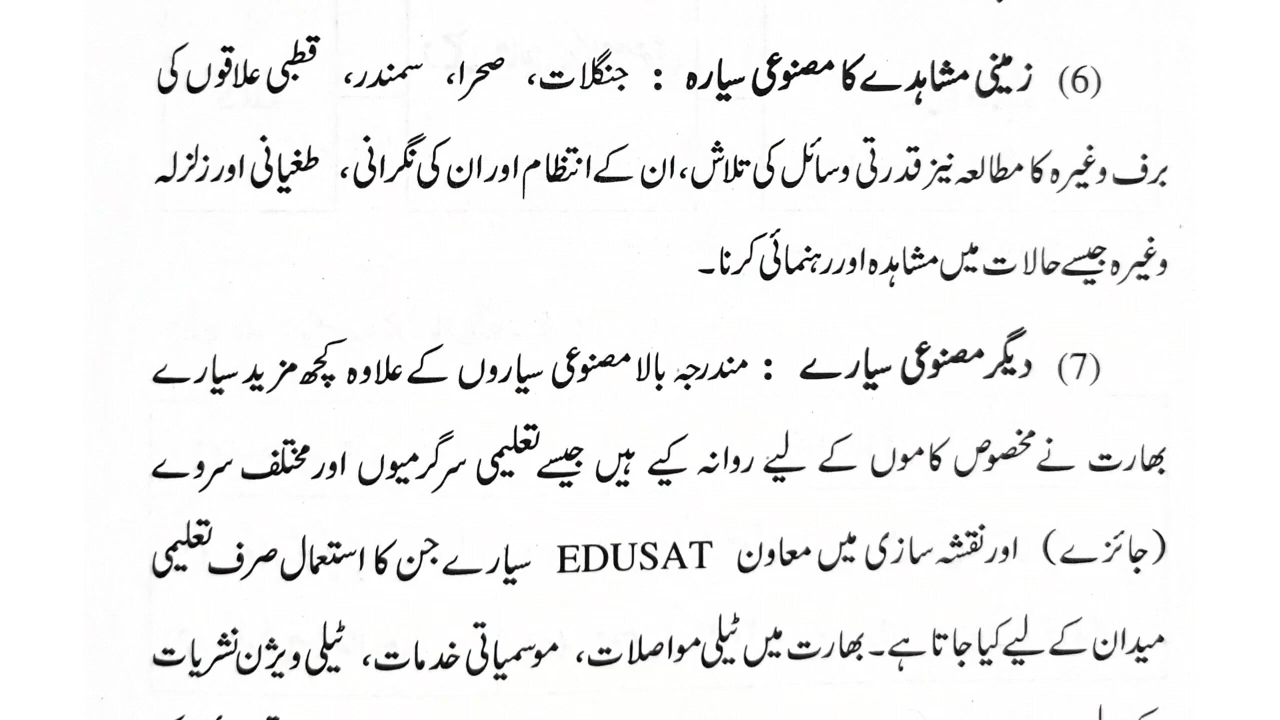 (6) زمینی مشاہدے کا مصنوعی سیارہ : جنگلات، صحرا، سمندر، قطبی علاقوں کی
برف وغیرہ کا مطالعہ نیز قدرتی وسائل کی تلاش، ان کے انتظام اور ان کی نگرانی، طغیانی اور زلزلہ
وغیرہ جیسے حالات میں مشاہدہ اور رہنمائی کرنا۔
(7) دیگر مصنوعی سیارے : مندرجہ بالا مصنوعی سیاروں کے علاوہ کچھ مزید سیارے
بھارت نے مخصوص کاموں کے لیے روانہ کیے ہیں جیسے تعلیمی سرگرمیوں اور مختلف سروے
(جائزے) اور نقشہ سازی میں معاون EDUSAT سیارے جن کا استعمال صرف تعلیمی
میدان کے لیے کیا جاتا ہے۔ بھارت میں ٹیلی مواصلات، موسمیاتی خدمات، ٹیلی ویژن نشریات